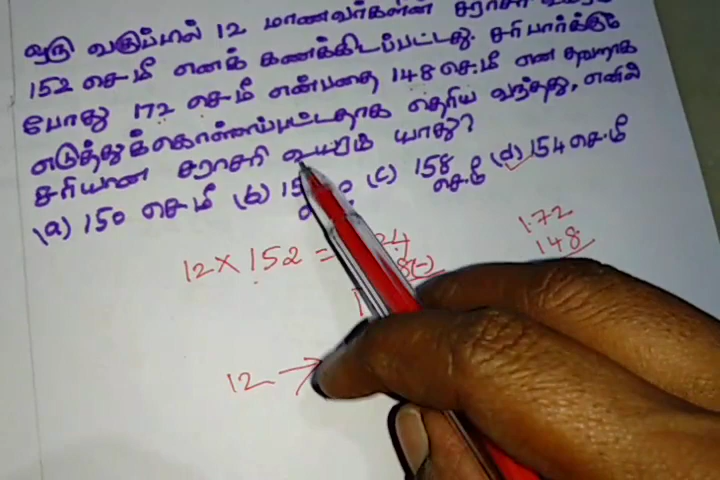 ஒரு வகுப்பில் 12 மாணவர்களின் சராசரி
152 செ.மீ எனக் கணக்கிடப்பட்டது. சரிபார்க்கும்
போது 172 செ.மீ என்பதை 148 செ.மீ என தவறாக
எடுத்துக்கொள்ளப்பட்டதாக தெரிய வந்தது, எனில்
சரியான சராசரி உயரம் யாது?
(a) 150 செ.மீ (b) (c) 158 செ.மீ (d) 154 செ.மீ
12 × 152 =
172
148
12 →